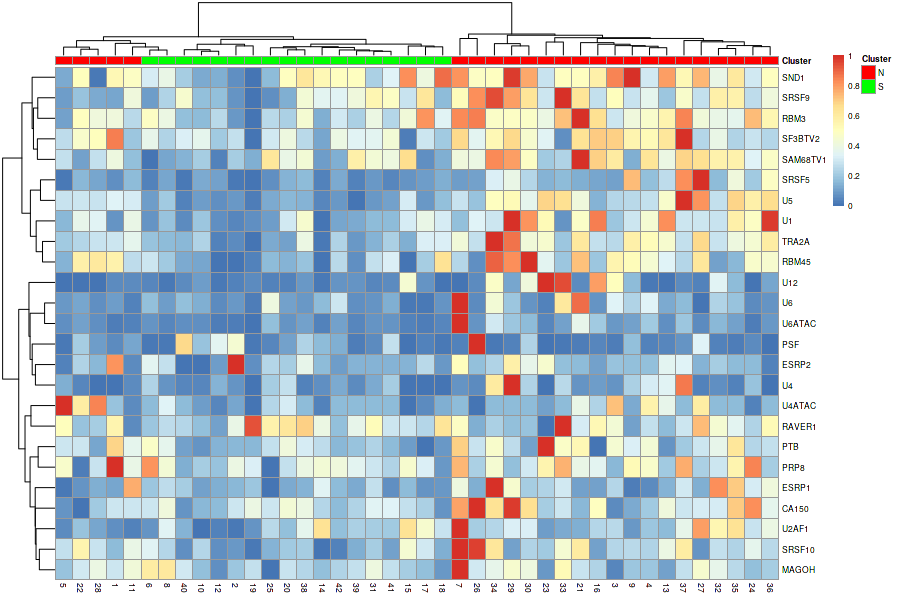 Cluster
SND1
SRSF9
RBM3
SF3BTV2
SAM68TV1
SRSF5
U5
U1
TRA2A
RBM45
U12
U6
U6ATAC
PSF
ESRP2
U4
U4ATAC
RAVER1
PTB
PRP8
ESRP1
CA150
U2AF1
SRSF10
MAGOH
5 22 28 1 11 6 8 40 10 12 2 19 25 20 38 14 42 39 31 41 15 17 18 7 26 34 29 30 23 33 21 16 3 9 4 13 37 27 32 35 24 36
1
0.8
0.6
0.4
0.2
0
Cluster
N
S